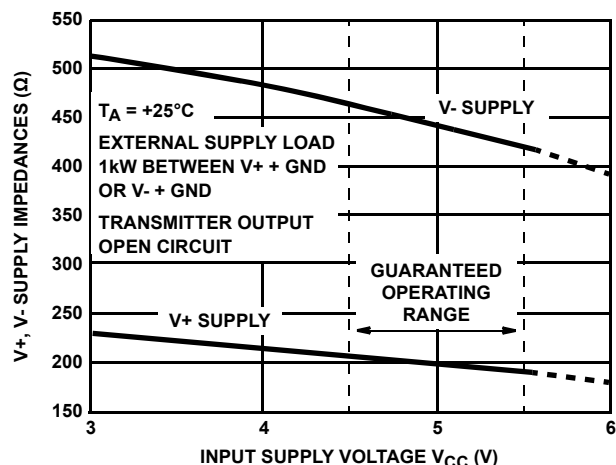 550
500
450
400
350
300
250
200
150
V+, V- SUPPLY IMPEDANCES (Ω)
T_A = +25°C
EXTERNAL SUPPLY LOAD
1kW BETWEEN V+ + GND
OR V- + GND
TRANSMITTER OUTPUT
OPEN CIRCUIT
V- SUPPLY
GUARANTEED
OPERATING
RANGE
V+ SUPPLY
3
4
5
6
INPUT SUPPLY VOLTAGE V_CC (V)